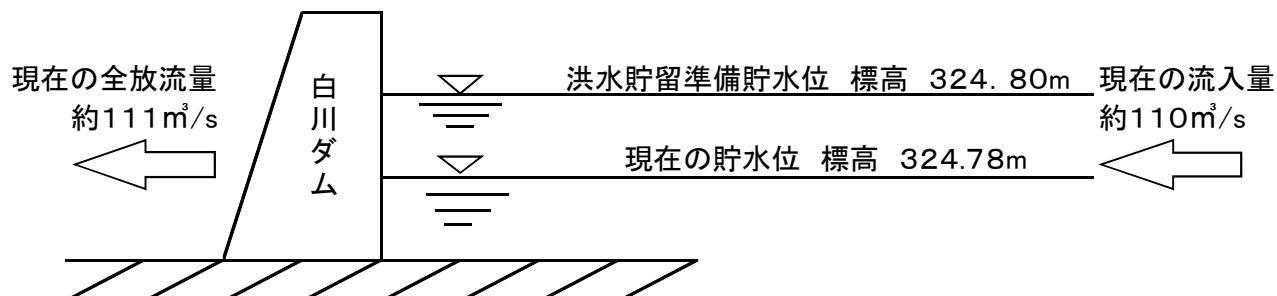 現在の全放流量
約111㎥/s
白川ダム
洪水貯留準備貯水位 標高 324. 80m
現在の貯水位 標高 324.78m
現在の流入量
約110㎥/s